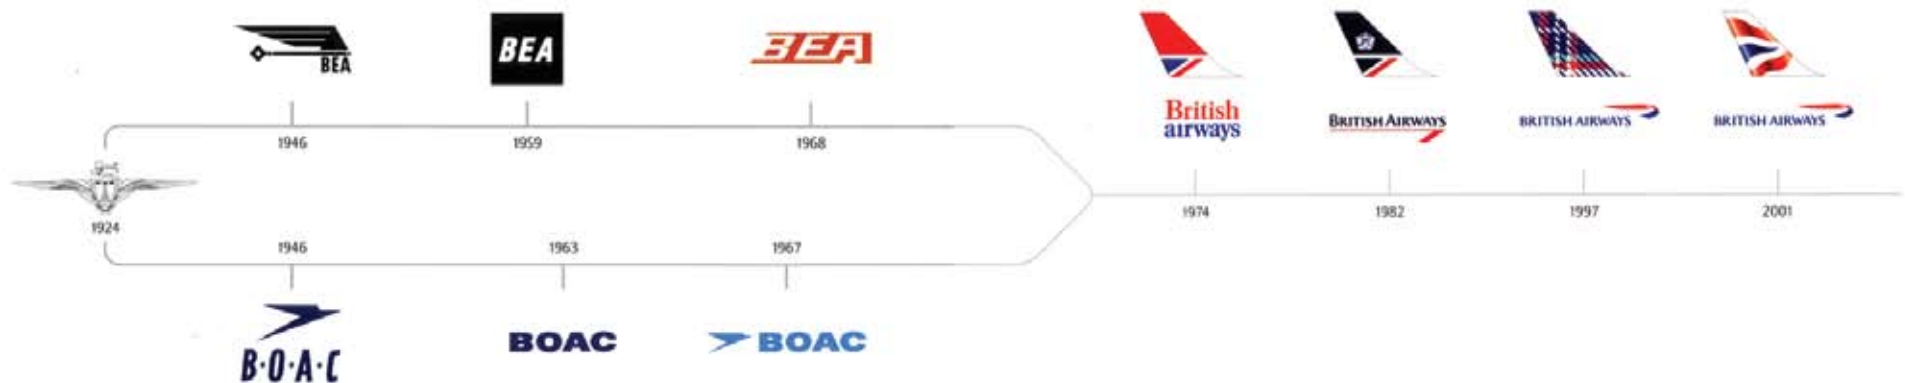 BEA
BEA
BEA
1946
1959
1968
1924
1946
1963
1967
B·O·A·C
BOAC
BOAC
British
airways
BRITISH AIRWAYS
BRITISH AIRWAYS
BRITISH AIRWAYS
1974
1982
1997
2001